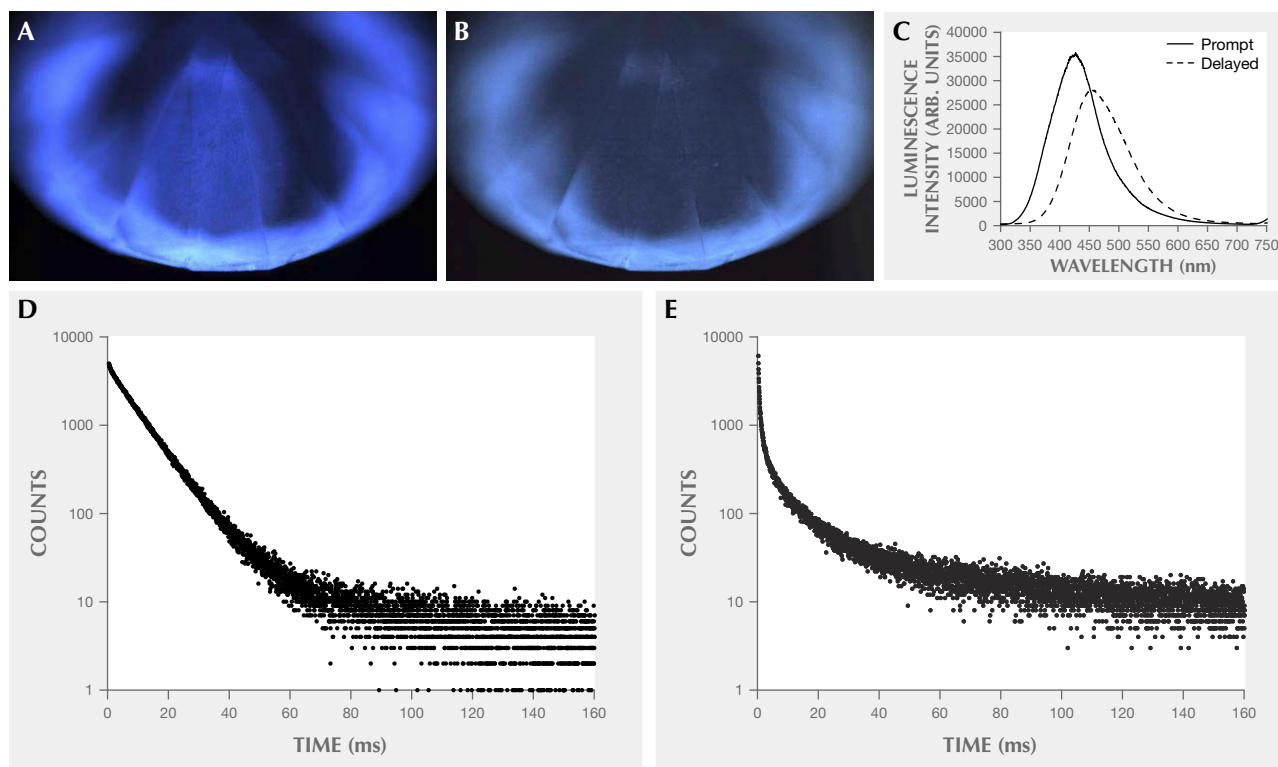 A
B
C
LUMINESCENCE
INTENSITY (ARB. UNITS)
40000
35000
30000
25000
20000
15000
10000
5000
0
Prompt
Delayed
300 350 400 450 500 550 600 650 700 750
WAVELENGTH (nm)
D
COUNTS
10000
1000
100
10
1
0 20 40 60 80 100 120 140 160
TIME (ms)
E
COUNTS
10000
1000
100
10
1
0 20 40 60 80 100 120 140 160
TIME (ms)